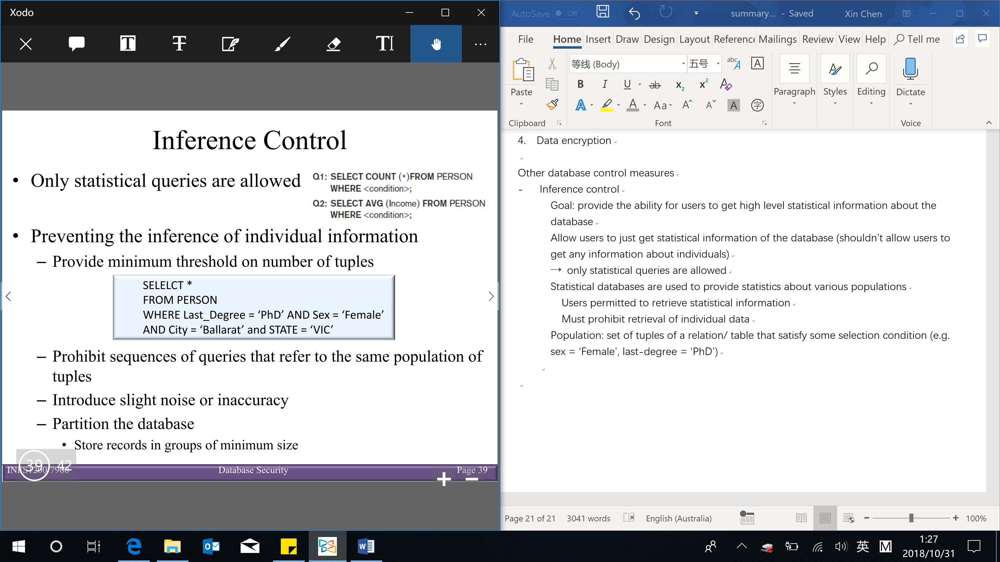 Xodo
Inference Control
• Only statistical queries are allowed
Q1: SELECT COUNT (*)FROM PERSON
WHERE <condition>;
Q2: SELECT AVG (Income) FROM PERSON
WHERE <condition>;
• Preventing the inference of individual information
– Provide minimum threshold on number of tuples
SELELCT *
FROM PERSON
WHERE Last_Degree = ‘PhD’ AND Sex = ‘Female’
AND City = ‘Ballarat’ and STATE = ‘VIC’
– Prohibit sequences of queries that refer to the same population of
tuples
– Introduce slight noise or inaccuracy
– Partition the database
• Store records in groups of minimum size
39 42
INFS1200/7900 Database Security Page 39
AutoSave Off summary... - Saved Xin Chen
File Home Insert Draw Design Layout Referenc Mailings Review View Help Tell me
等线 (Body) 五号
Paste
Clipboard
Font
Paragraph
Styles
Editing
Dictate
Voice
4. Data encryption
Other database control measures
- Inference control
Goal: provide the ability for users to get high level statistical information about the
database
Allow users to just get statistical information of the database (shouldn’t allow users to
get any information about individuals)
→ only statistical queries are allowed
Statistical databases are used to provide statistics about various populations
Users permitted to retrieve statistical information
Must prohibit retrieval of individual data
Population: set of tuples of a relation/ table that satisfy some selection condition (e.g.
sex = ‘Female’, last-degree = ‘PhD’)
Page 21 of 21 3041 words English (Australia) 100%
英 M
1:27
2018/10/31